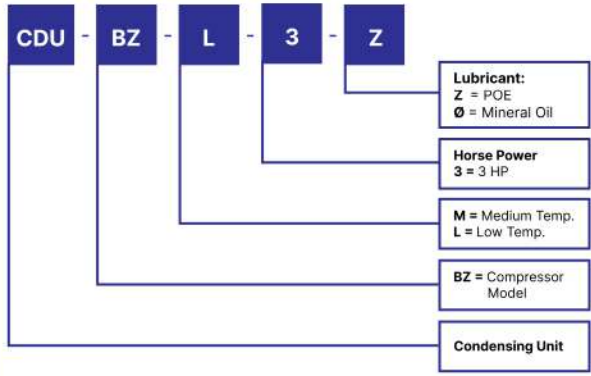 CDU - BZ - L - 3 - Z
Lubricant:
Z = POE
Ø = Mineral Oil
Horse Power
3 = 3 HP
M = Medium Temp.
L = Low Temp.
BZ = Compressor
Model
Condensing Unit